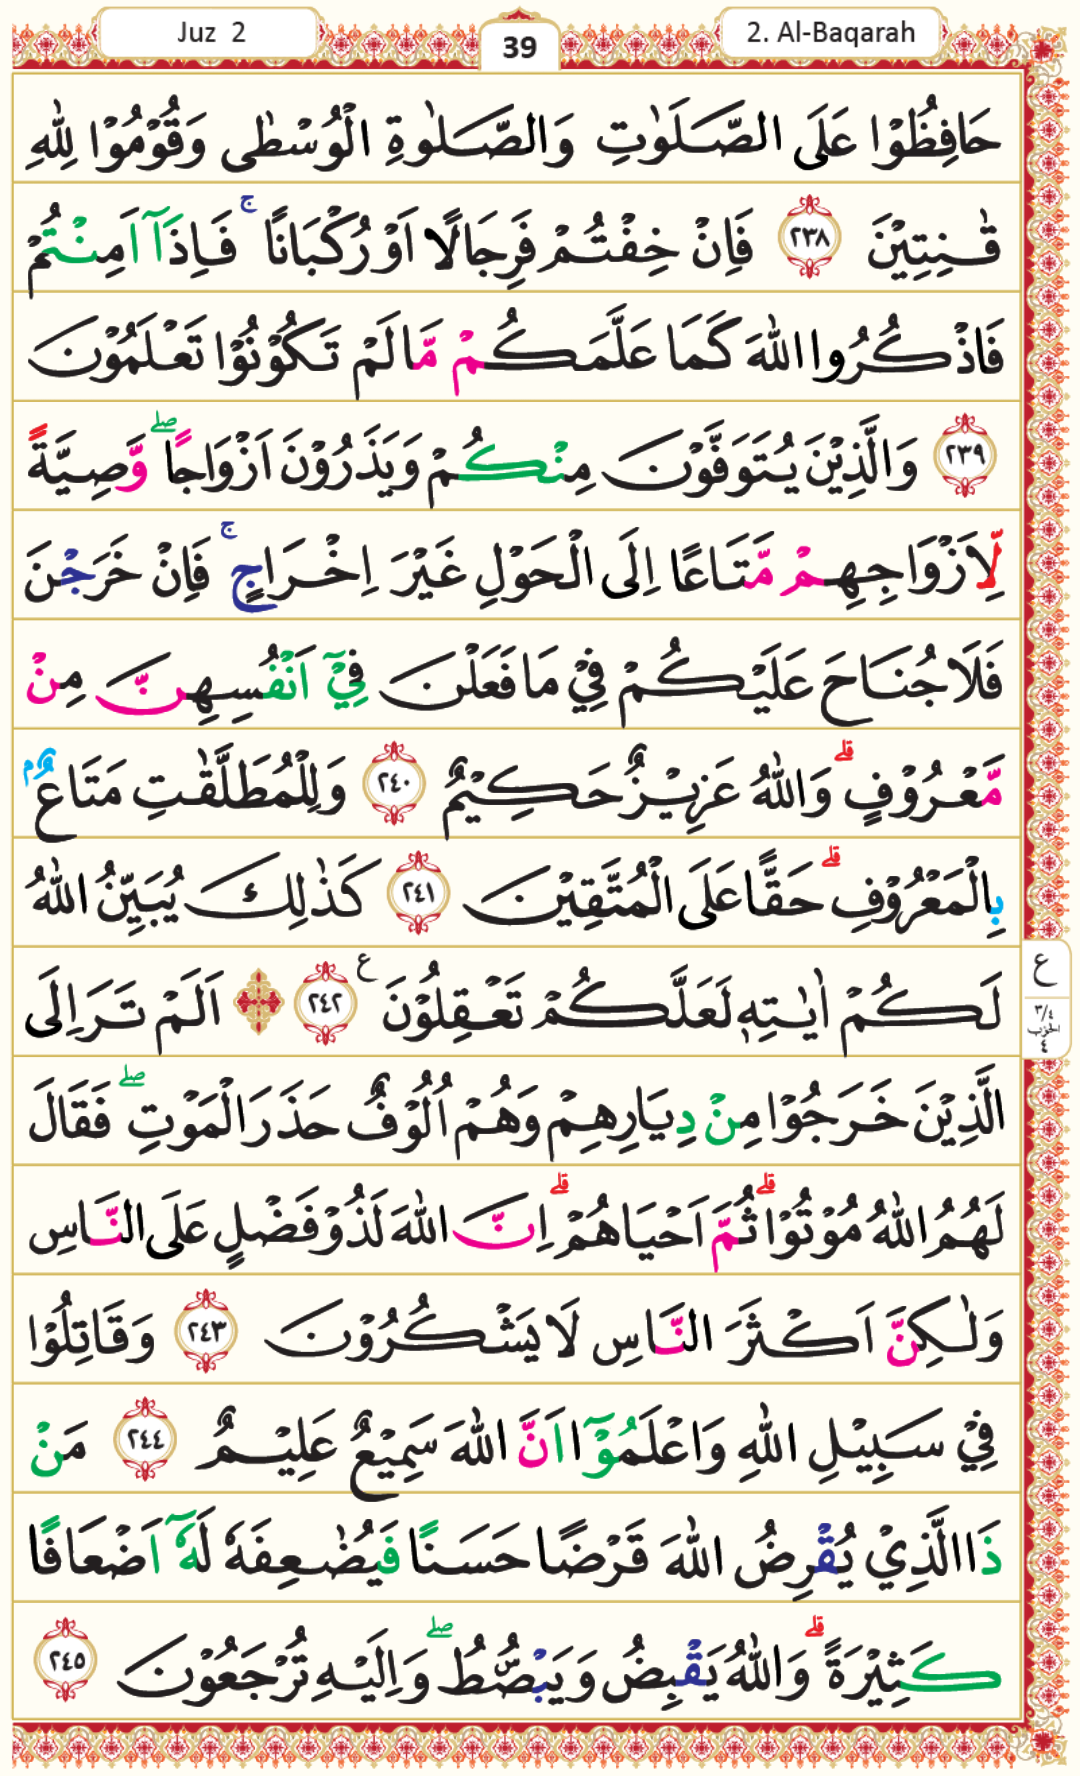 Juz 2
39
2. Al-Baqarah
حَافِظُوْا عَلَى الصَّلَوٰتِ وَالصَّلٰوةِ الْوُسْطٰى وَقُوْمُوْا لِلّٰهِ
قٰنِتِيْنَ ٢٣٨ فَاِنْ خِفْتُمْ فَرِجَالًا اَوْ رُكْبَانًا ۚ فَاِذَآ اَمِنْتُمْ
فَاذْكُرُوا اللّٰهَ كَمَا عَلَّمَكُمْ مَّا لَمْ تَكُوْنُوْا تَعْلَمُوْنَ
٢٣٩ وَالَّذِيْنَ يُتَوَفَّوْنَ مِنْكُمْ وَيَذَرُوْنَ اَزْوَاجًا ۖ وَّصِيَّةً
لِّاَزْوَاجِهِمْ مَّتَاعًا اِلَى الْحَوْلِ غَيْرَ اِخْرَاجٍ ۚ فَاِنْ خَرَجْنَ
فَلَا جُنَاحَ عَلَيْكُمْ فِيْ مَا فَعَلْنَ فِيْٓ اَنْفُسِهِنَّ مِنْ
مَّعْرُوْفٍ ۗ وَاللّٰهُ عَزِيْزٌ حَكِيْمٌ ٢٤٠ وَلِلْمُطَلَّقٰتِ مَتَاعٌ ۢ
بِالْمَعْرُوْفِ ۗ حَقًّا عَلَى الْمُتَّقِيْنَ ٢٤١ كَذٰلِكَ يُبَيِّنُ اللّٰهُ
لَكُمْ اٰيٰتِهٖ لَعَلَّكُمْ تَعْقِلُوْنَ ع ٢٤٢ ۞ اَلَمْ تَرَ اِلَى
ع
٣/٤
الحزب
٤
الَّذِيْنَ خَرَجُوْا مِنْ دِيَارِهِمْ وَهُمْ اُلُوْفٌ حَذَرَ الْمَوْتِ ۖ فَقَالَ
لَهُمُ اللّٰهُ مُوْتُوْا ۗ ثُمَّ اَحْيَاهُمْ ۗ اِنَّ اللّٰهَ لَذُوْ فَضْلٍ عَلَى النَّاسِ
وَلٰكِنَّ اَكْثَرَ النَّاسِ لَا يَشْكُرُوْنَ ٢٤٣ وَقَاتِلُوْا
فِيْ سَبِيْلِ اللّٰهِ وَاعْلَمُوْٓا اَنَّ اللّٰهَ سَمِيْعٌ عَلِيْمٌ ٢٤٤ مَنْ
ذَا الَّذِيْ يُقْرِضُ اللّٰهَ قَرْضًا حَسَنًا فَيُضٰعِفَهٗ لَهٗٓ اَضْعَافًا
كَثِيْرَةً ۗ وَاللّٰهُ يَقْبِضُ وَيَبْصُۣطُ ۖ وَاِلَيْهِ تُرْجَعُوْنَ ٢٤٥